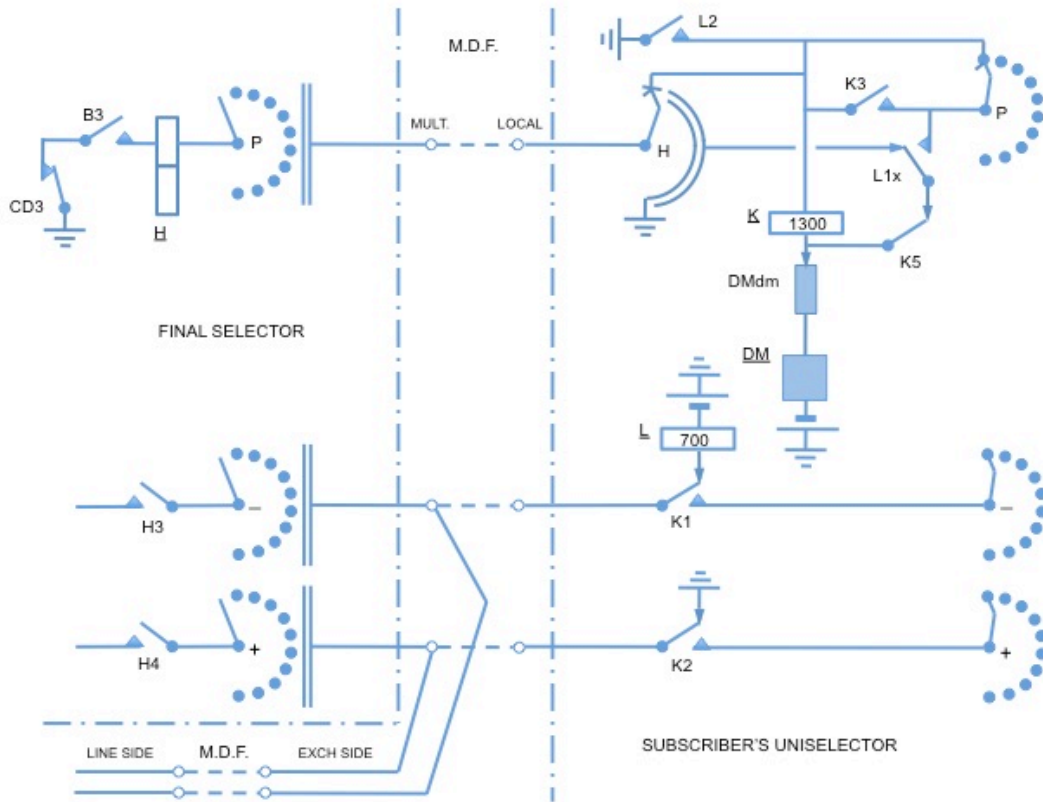 L2
M.D.F.
B3
K3
MULT.
LOCAL
P
P
H
L1x
CD3
H
K
1300
K5
DMdm
FINAL SELECTOR
DM
L
700
H3
–
K1
–
H4
+
K2
+
LINE SIDE
M.D.F.
EXCH SIDE
SUBSCRIBER'S UNISELECTOR